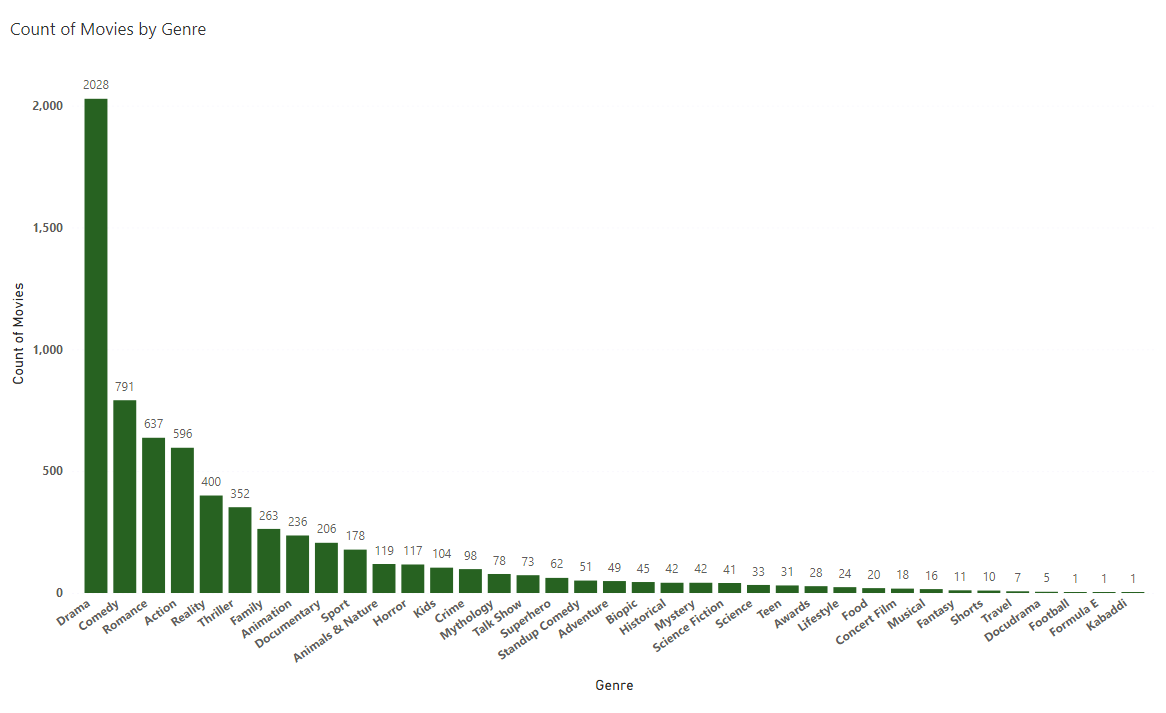 Count of Movies by Genre
2028
2,000
1,500
1,000
500
0
Count of Movies
791
637
596
400
352
263
236
206
178
119
117
104
98
78
73
62
51
49
45
42
42
41
33
31
28
24
20
18
16
11
10
7
5
1
1
1
Drama
Comedy
Romance
Action
Reality
Thriller
Family
Animation
Documentary
Sport
Animals & Nature
Horror
Kids
Crime
Mythology
Talk Show
Superhero
Standup Comedy
Adventure
Biopic
Historical
Mystery
Science Fiction
Science
Teen
Awards
Lifestyle
Food
Concert Film
Musical
Fantasy
Shorts
Travel
Docudrama
Football
Formula E
Kabaddi
Genre